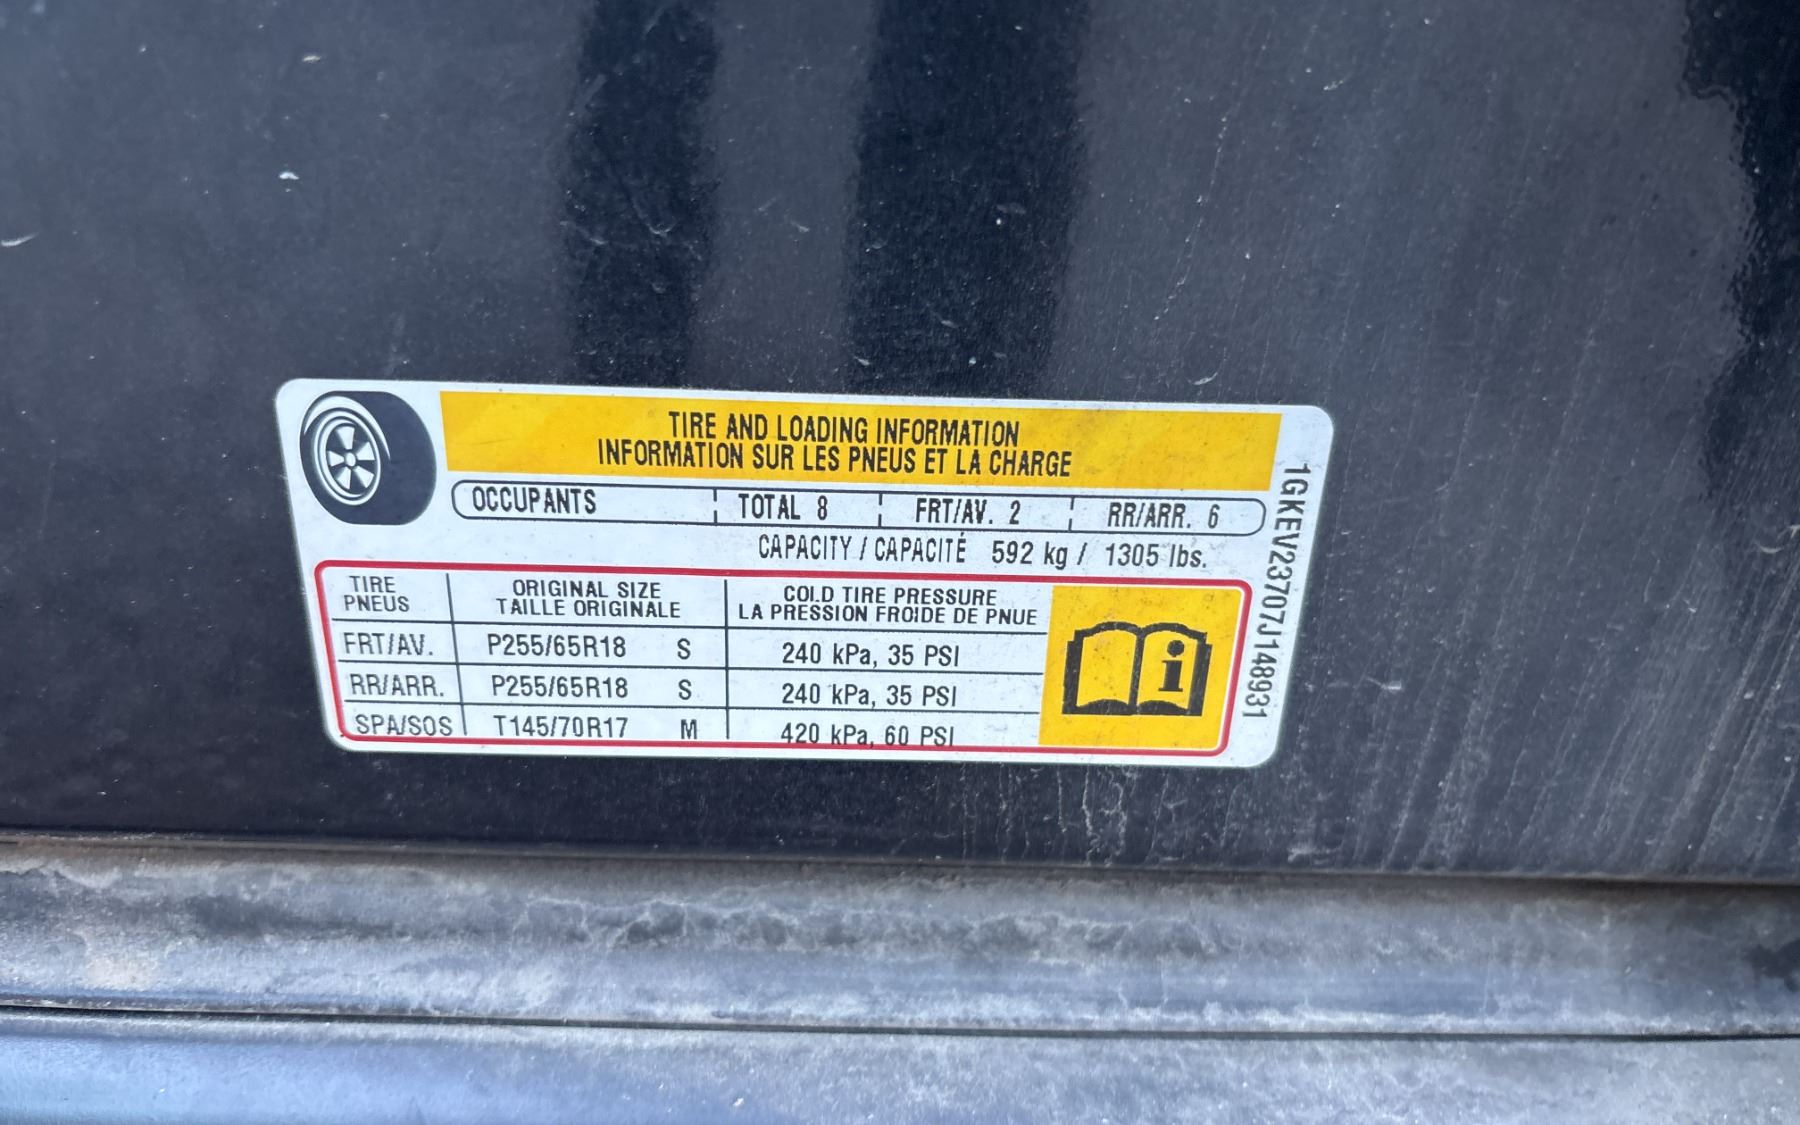 TIRE AND LOADING INFORMATION
INFORMATION SUR LES PNEUS ET LA CHARGE
OCCUPANTS TOTAL 8 FRT/AV. 2 RR/ARR. 6
CAPACITY / CAPACITÉ 592 kg / 1305 lbs.
TIRE ORIGINAL SIZE COLD TIRE PRESSURE
PNEUS TAILLE ORIGINALE LA PRESSION FROIDE DE PNUE
FRT/AV. P255/65R18 S 240 kPa, 35 PSI
RR/ARR. P255/65R18 S 240 kPa, 35 PSI
SPA/SOS T145/70R17 M 420 kPa, 60 PSI
1GKEV23707J148931